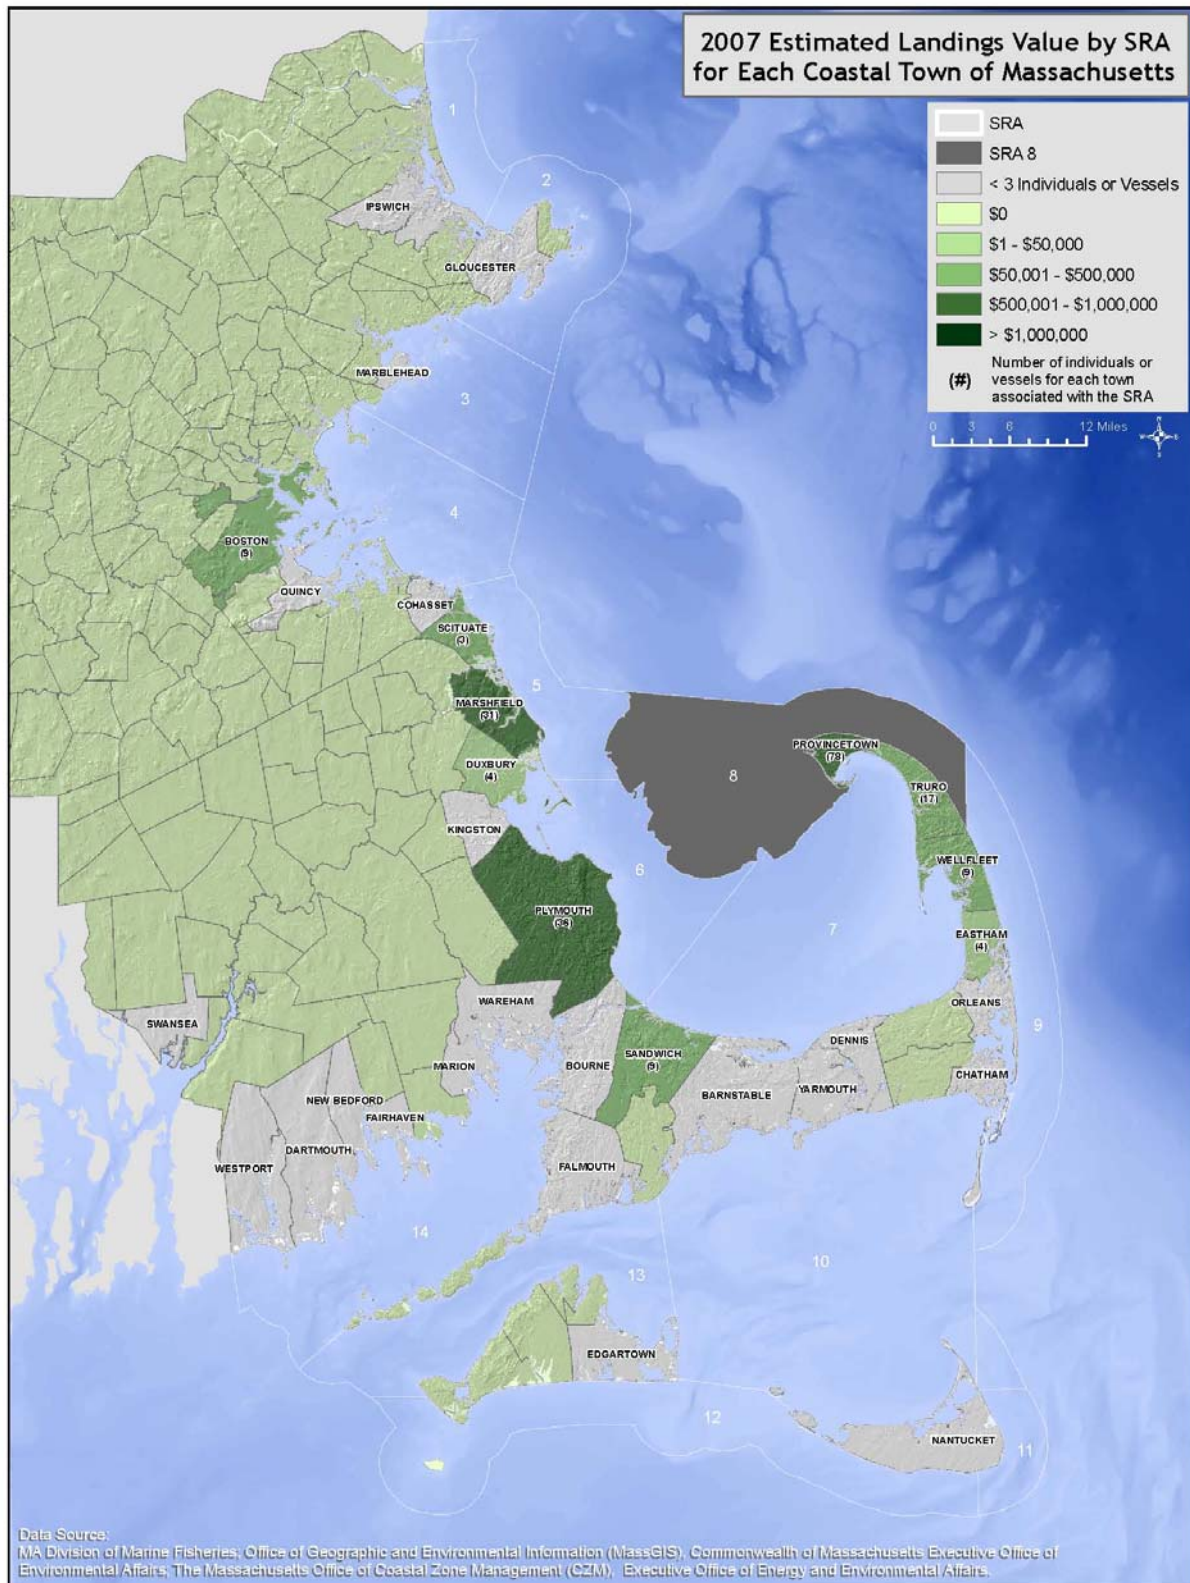 2007 Estimated Landings Value by SRA
for Each Coastal Town of Massachusetts
SRA
SRA 8
< 3 Individuals or Vessels
$0
$1 - $50,000
$50,001 - $500,000
$500,001 - $1,000,000
> $1,000,000
(#)
Number of individuals or
vessels for each town
associated with the SRA
0 3 6 12 Miles
N
W E
S
1
2
IPSWICH
GLOUCESTER
MARBLEHEAD
3
4
BOSTON
(9)
QUINCY
COHASSET
SCITUATE
(3)
5
MARSHFIELD
(31)
DUXBURY
(4)
PROVINCETOWN
(78)
8
TRURO
(17)
KINGSTON
WELLFLEET
(9)
6
PLYMOUTH
(36)
7
EASTHAM
(4)
WAREHAM
ORLEANS
SWANSEA
9
DENNIS
SANDWICH
(9)
MARION
BOURNE
CHATHAM
YARMOUTH
BARNSTABLE
NEW BEDFORD
FAIRHAVEN
DARTMOUTH
WESTPORT
FALMOUTH
14
10
13
EDGARTOWN
12
NANTUCKET
11
Data Source:
MA Division of Marine Fisheries, Office of Geographic and Environmental Information (MassGIS), Commonwealth of Massachusetts Executive Office of
Environmental Affairs, The Massachusetts Office of Coastal Zone Management (CZM), Executive Office of Energy and Environmental Affairs.